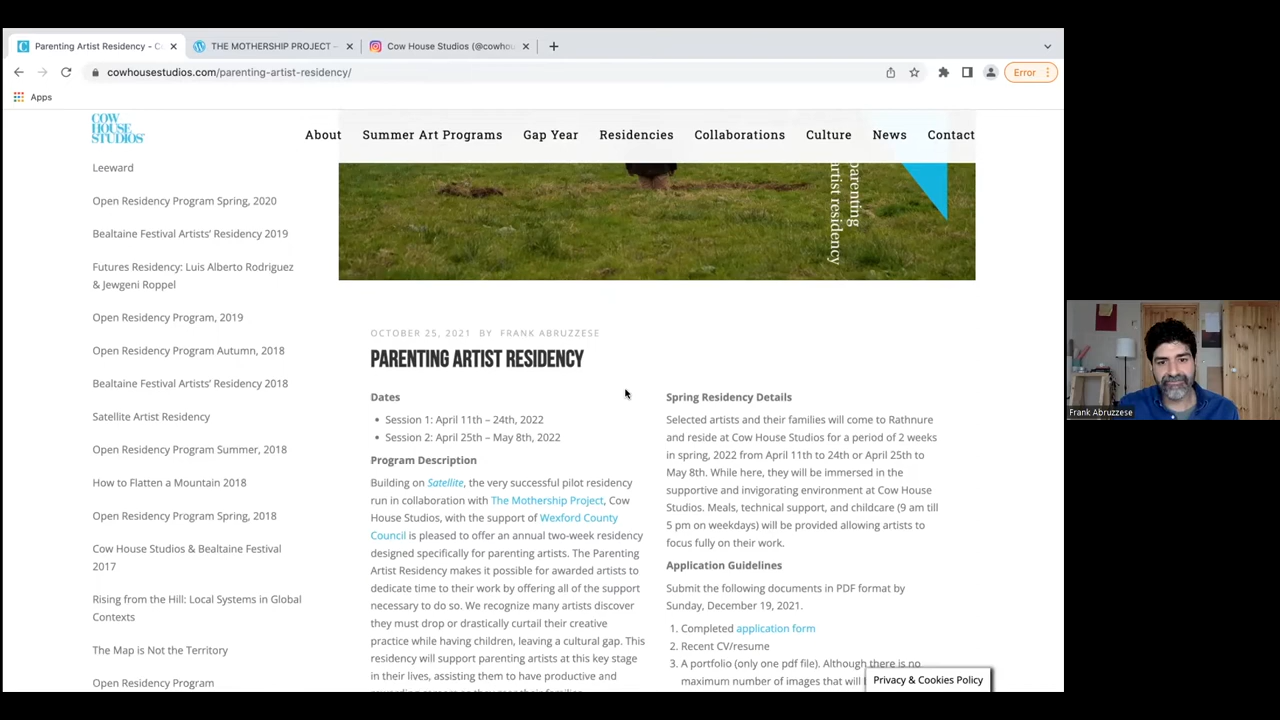 Parenting Artist Residency - C
THE MOTHERSHIP PROJECT –
Cow House Studios (@cowhou
cowhousestudios.com/parenting-artist-residency/
Error
Apps
COW
HOUSE
STUDIOS
About
Summer Art Programs
Gap Year
Residencies
Collaborations
Culture
News
Contact
Leeward
Open Residency Program Spring, 2020
Bealtaine Festival Artists' Residency 2019
Futures Residency: Luis Alberto Rodriguez
& Jewgeni Roppel
Open Residency Program, 2019
Open Residency Program Autumn, 2018
Bealtaine Festival Artists' Residency 2018
Satellite Artist Residency
Open Residency Program Summer, 2018
How to Flatten a Mountain 2018
Open Residency Program Spring, 2018
Cow House Studios & Bealtaine Festival
2017
Rising from the Hill: Local Systems in Global
Contexts
The Map is Not the Territory
Open Residency Program
parenting
artist residency
OCTOBER 25, 2021 BY FRANK ABRUZZESE
PARENTING ARTIST RESIDENCY
Dates
• Session 1: April 11th – 24th, 2022
• Session 2: April 25th – May 8th, 2022
Program Description
Building on Satellite, the very successful pilot residency
run in collaboration with The Mothership Project, Cow
House Studios, with the support of Wexford County
Council is pleased to offer an annual two-week residency
designed specifically for parenting artists. The Parenting
Artist Residency makes it possible for awarded artists to
dedicate time to their work by offering all of the support
necessary to do so. We recognize many artists discover
they must drop or drastically curtail their creative
practice while having children, leaving a cultural gap. This
residency will support parenting artists at this key stage
in their lives, assisting them to have productive and
Spring Residency Details
Selected artists and their families will come to Rathnure
and reside at Cow House Studios for a period of 2 weeks
in spring, 2022 from April 11th to 24th or April 25th to
May 8th. While here, they will be immersed in the
supportive and invigorating environment at Cow House
Studios. Meals, technical support, and childcare (9 am till
5 pm on weekdays) will be provided allowing artists to
focus fully on their work.
Application Guidelines
Submit the following documents in PDF format by
Sunday, December 19, 2021.
1. Completed application form
2. Recent CV/resume
3. A portfolio (only one pdf file). Although there is no
maximum number of images that will
Privacy & Cookies Policy
Frank Abruzzese